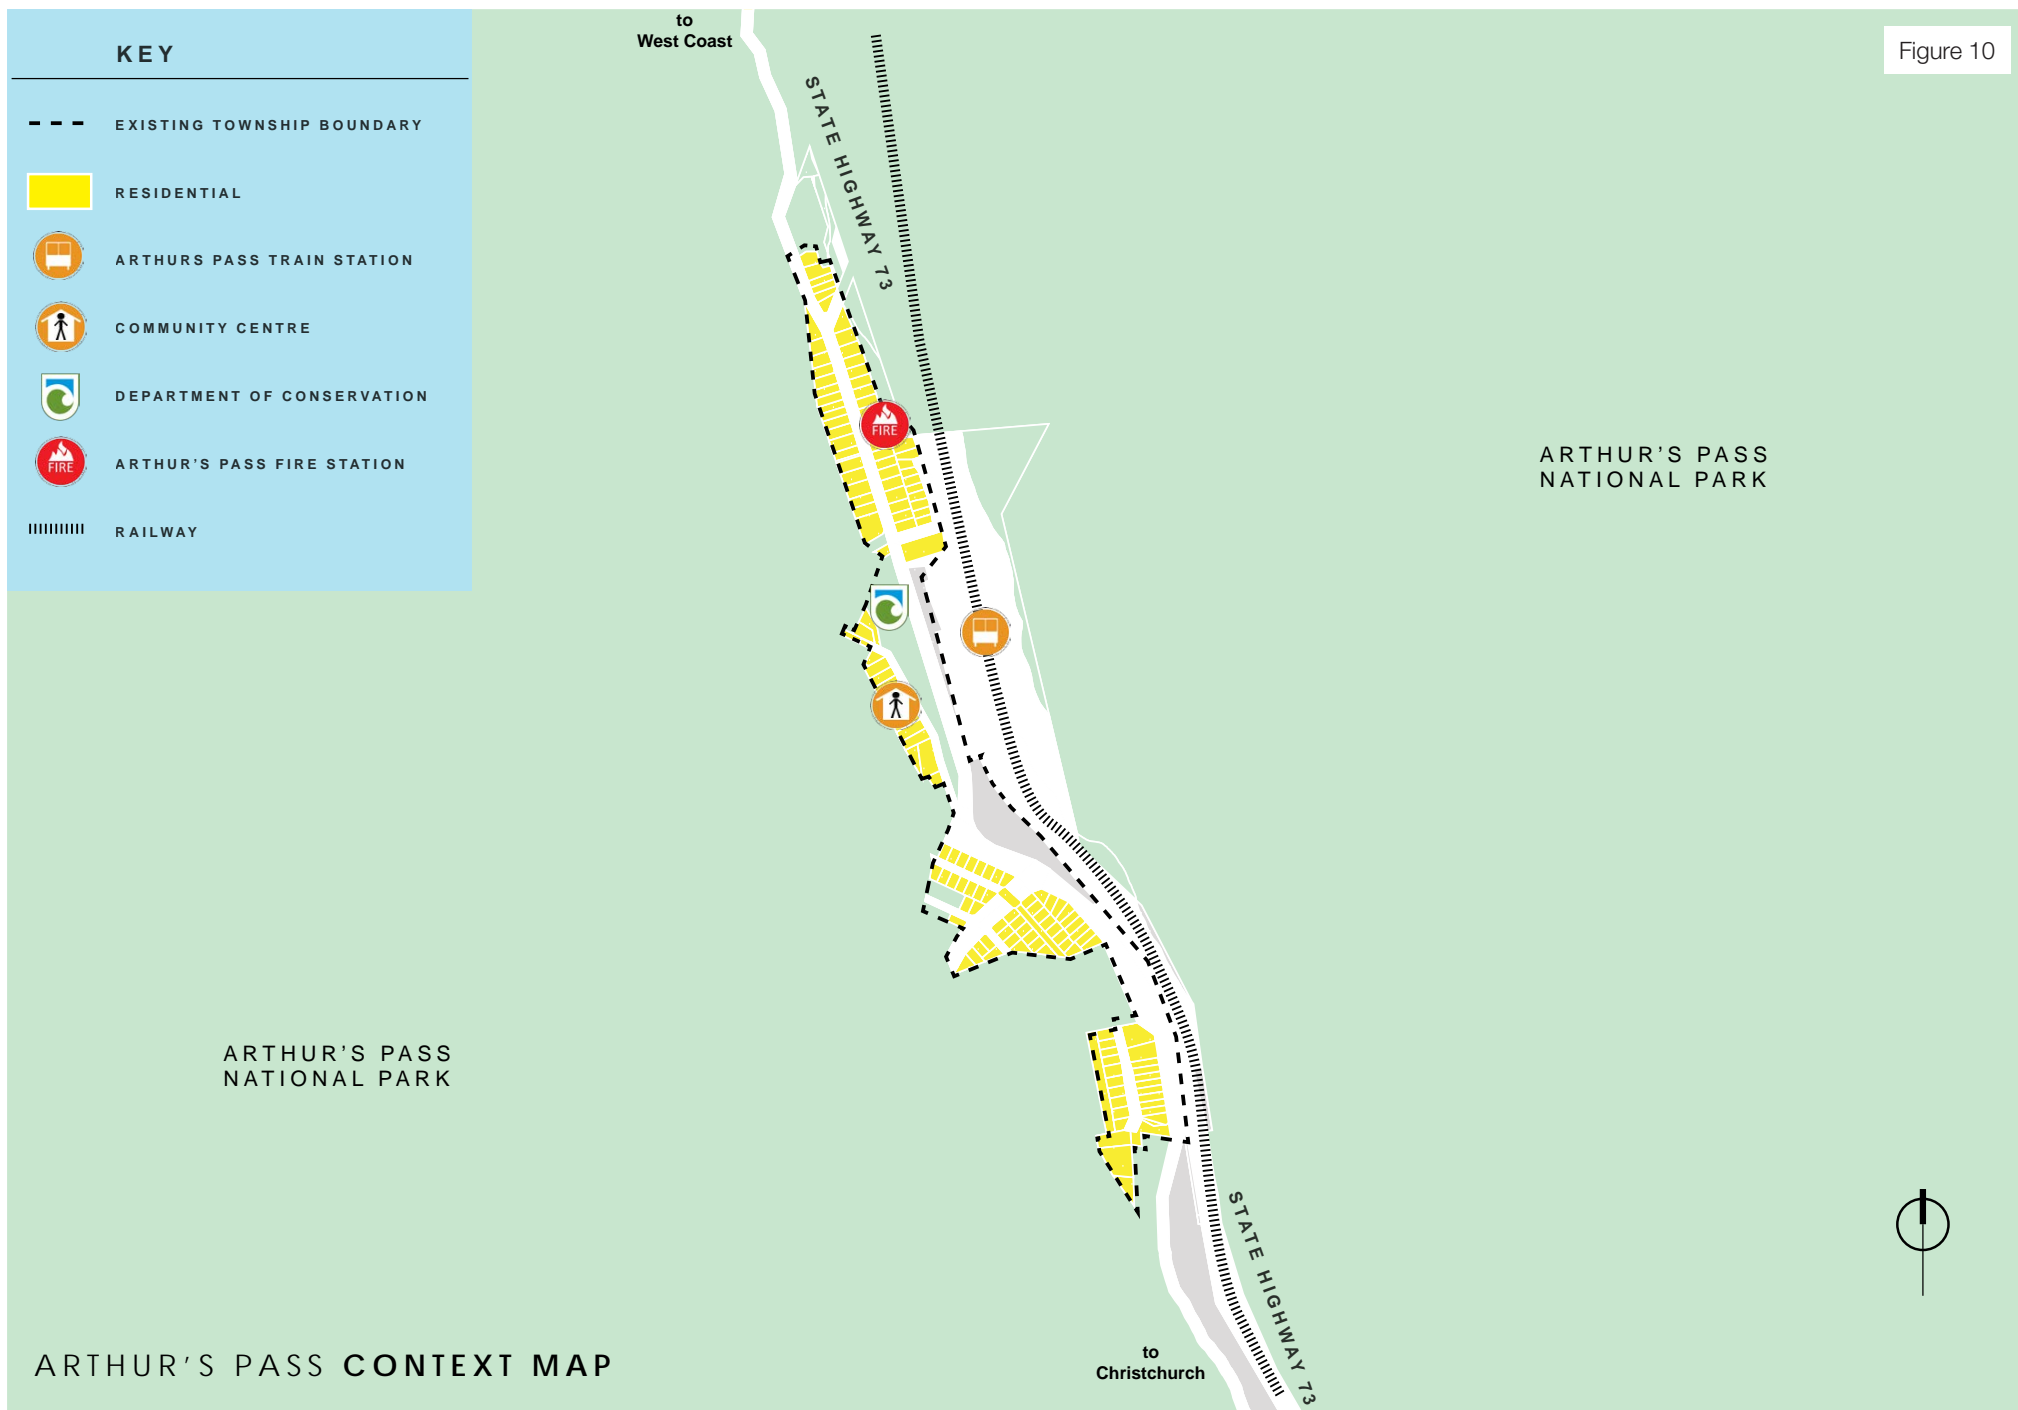 KEY
EXISTING TOWNSHIP BOUNDARY
RESIDENTIAL
ARTHURS PASS TRAIN STATION
COMMUNITY CENTRE
DEPARTMENT OF CONSERVATION
FIRE
ARTHUR'S PASS FIRE STATION
RAILWAY
to
West Coast
Figure 10
STATE HIGHWAY 73
FIRE
ARTHUR'S PASS
NATIONAL PARK
ARTHUR'S PASS
NATIONAL PARK
STATE HIGHWAY 73
to
Christchurch
ARTHUR'S PASS CONTEXT MAP